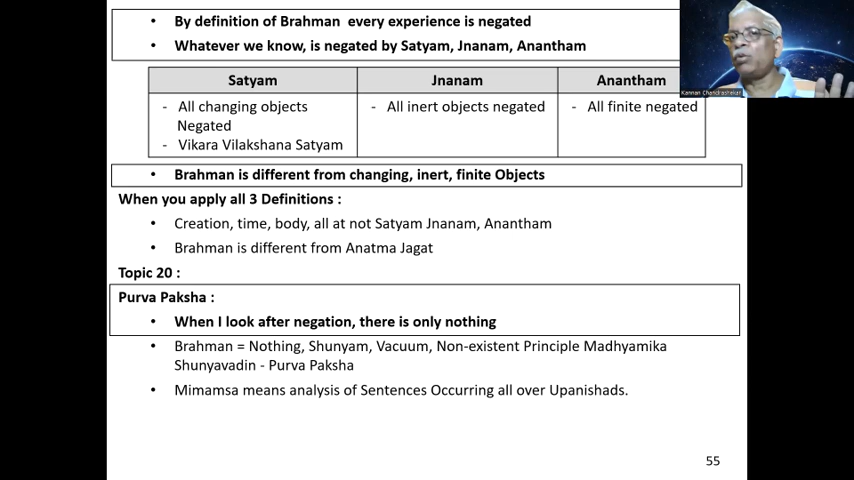 • By definition of Brahman every experience is negated
• Whatever we know, is negated by Satyam, Jnanam, Anantham
Satyam Jnanam Anantham
- All changing objects Negated
- Vikara Vilakshana Satyam
- All inert objects negated
- All finite negated
• Brahman is different from changing, inert, finite Objects
When you apply all 3 Definitions :
• Creation, time, body, all at not Satyam Jnanam, Anantham
• Brahman is different from Anatma Jagat
Topic 20 :
Purva Paksha :
• When I look after negation, there is only nothing
• Brahman = Nothing, Shunyam, Vacuum, Non-existent Principle Madhyamika
Shunyavadin - Purva Paksha
• Mimamsa means analysis of Sentences Occurring all over Upanishads.
55
Kannan Chandrasekar